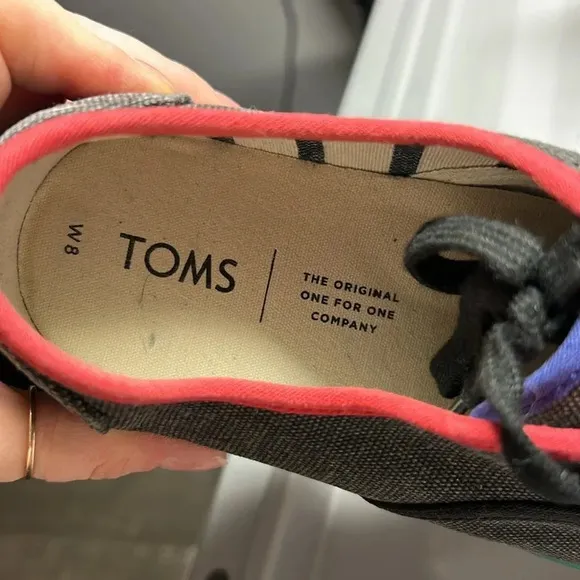 W8
TOMS
THE ORIGINAL
ONE FOR ONE
COMPANY